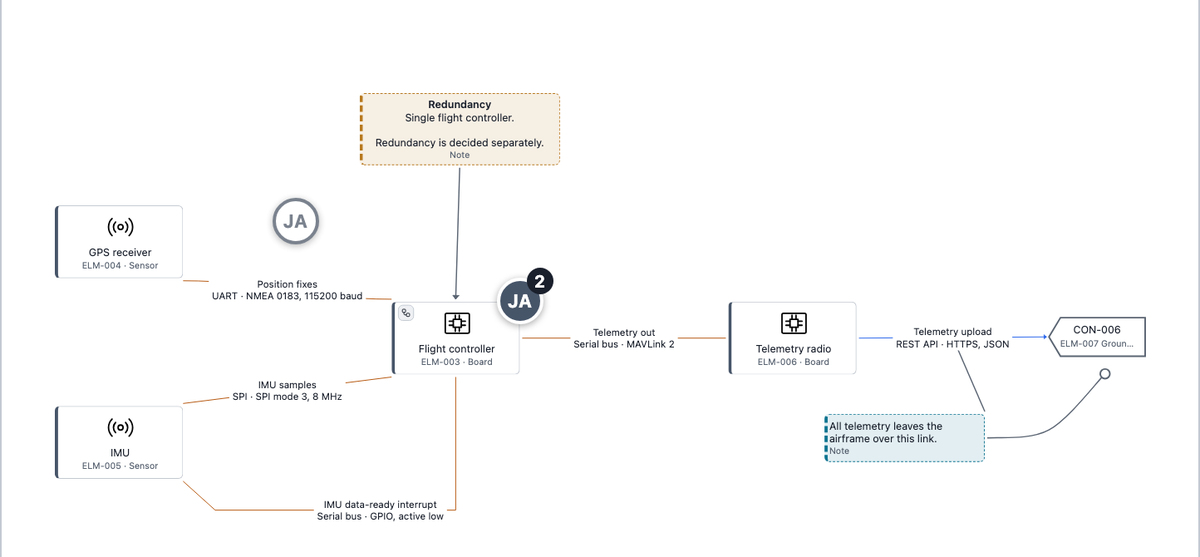 Redundancy
Single flight controller.
Redundancy is decided separately.
Note
JA
GPS receiver
ELM-004 · Sensor
Position fixes
UART · NMEA 0183, 115200 baud
JA
2
Flight controller
ELM-003 · Board
Telemetry out
Serial bus · MAVLink 2
Telemetry radio
ELM-006 · Board
Telemetry upload
REST API · HTTPS, JSON
CON-006
ELM-007 Groun...
IMU samples
SPI · SPI mode 3, 8 MHz
IMU
ELM-005 · Sensor
All telemetry leaves the
airframe over this link.
Note
IMU data-ready interrupt
Serial bus · GPIO, active low